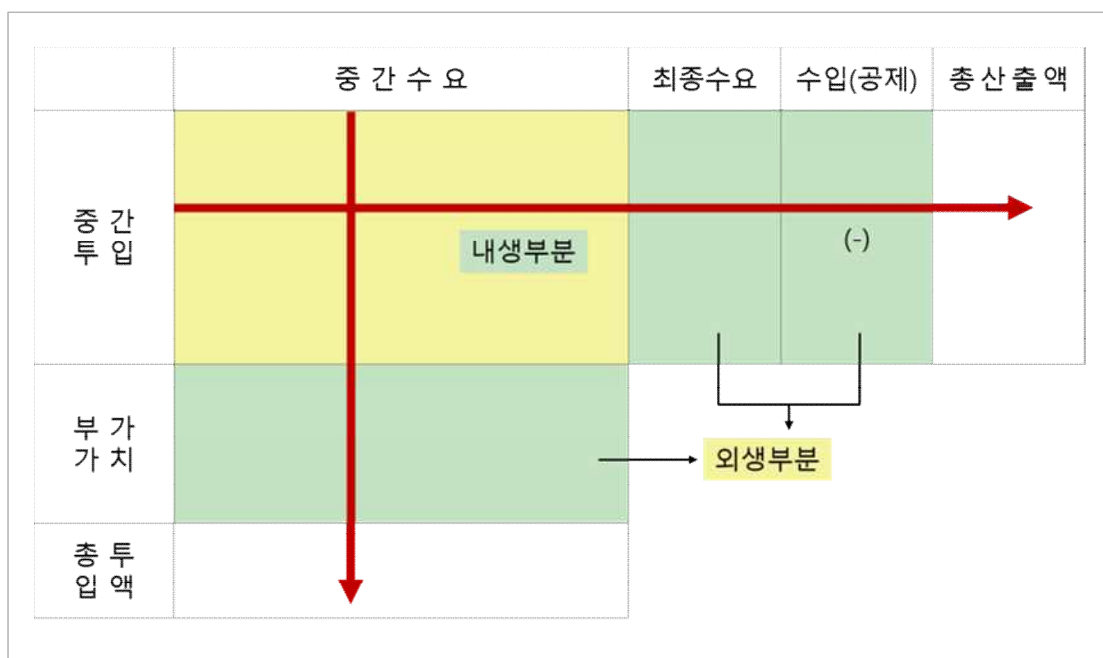 중 간 수 요
최종수요
수입(공제)
총 산 출 액
중 간
투 입
내생부분
(-)
부 가
가 치
외생부분
총 투
입 액